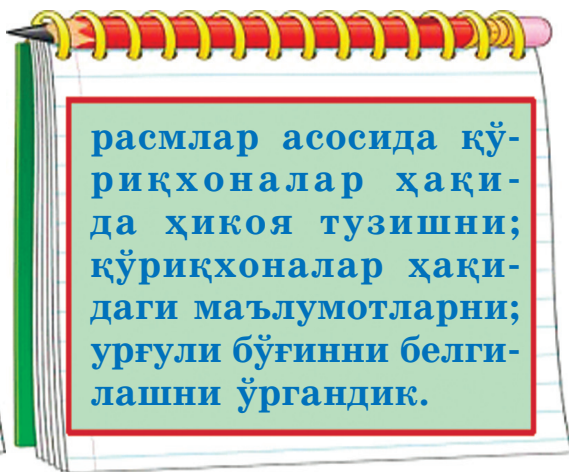 расмлар асосида қў-
риқхоналар ҳақи-
да ҳикоя тузишни;
қўриқхоналар ҳақи-
даги маълумотларни;
урғули бўғинни белги-
лашни ўргандик.